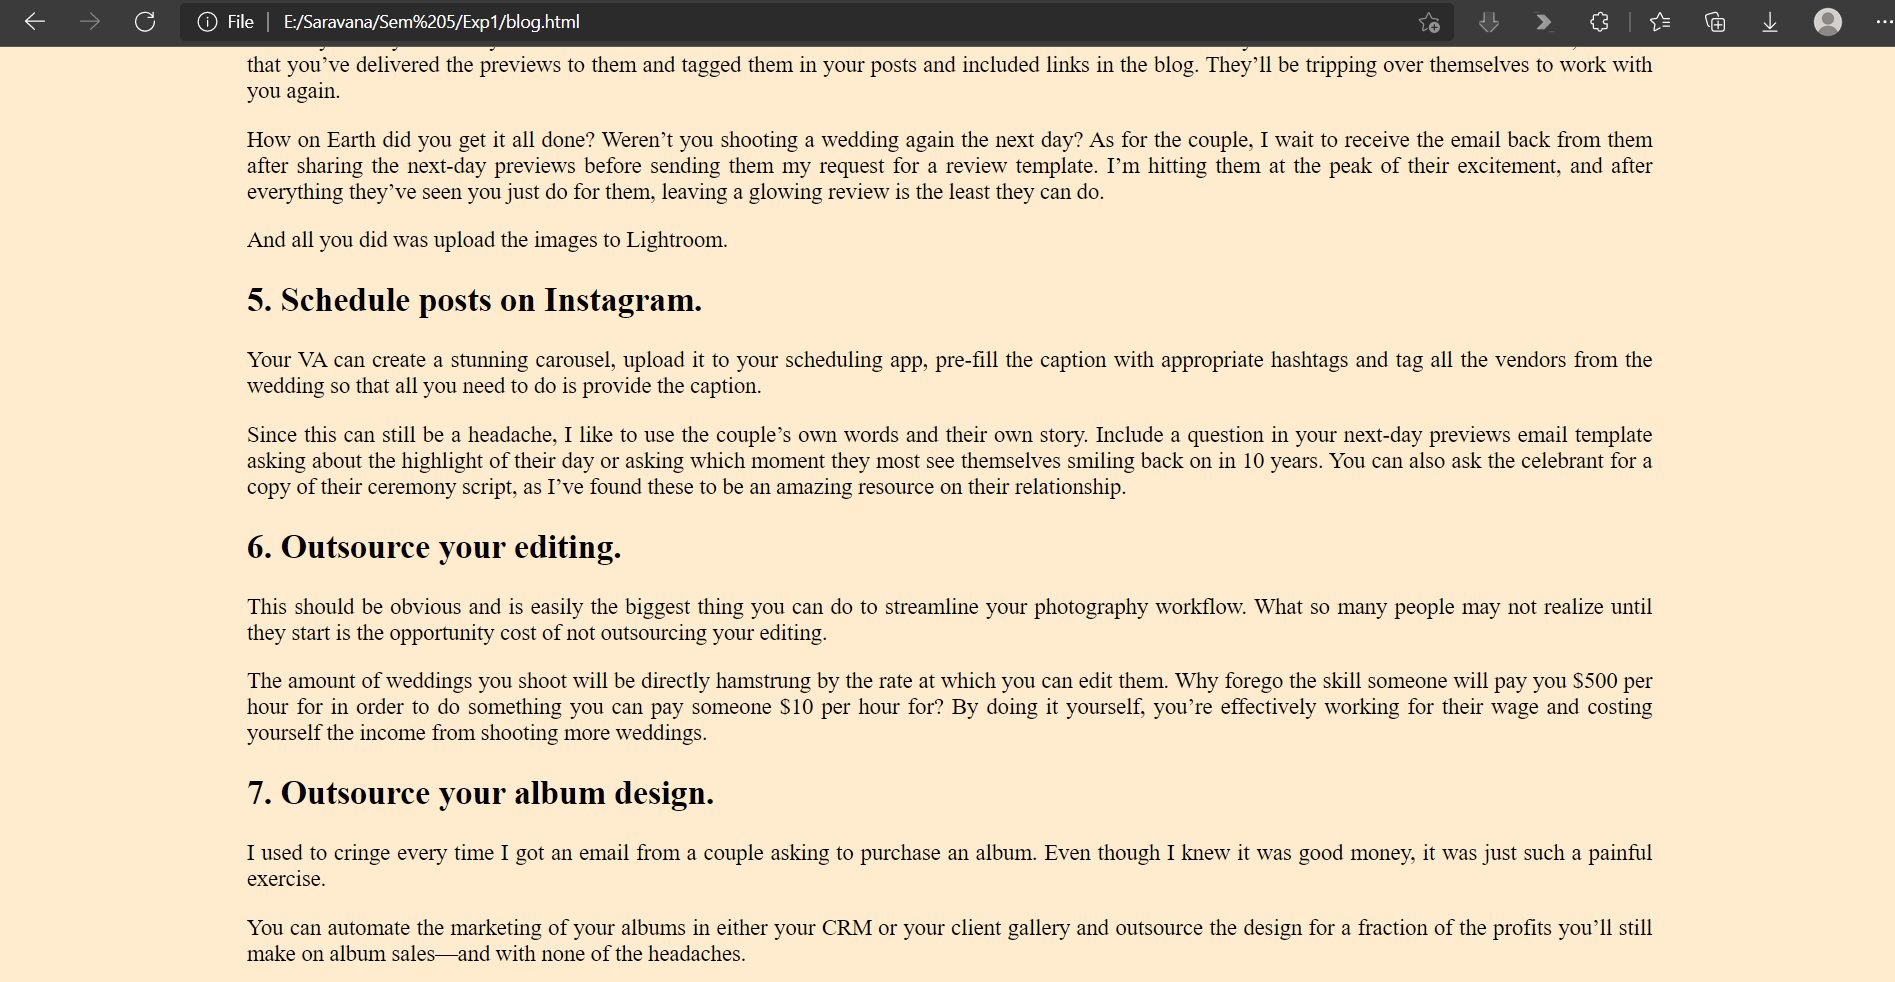 File E:/Saravana/Sem%205/Exp1/blog.html
that you’ve delivered the previews to them and tagged them in your posts and included links in the blog. They’ll be tripping over themselves to work with
you again.
How on Earth did you get it all done? Weren’t you shooting a wedding again the next day? As for the couple, I wait to receive the email back from them
after sharing the next-day previews before sending them my request for a review template. I’m hitting them at the peak of their excitement, and after
everything they’ve seen you just do for them, leaving a glowing review is the least they can do.
And all you did was upload the images to Lightroom.
5. Schedule posts on Instagram.
Your VA can create a stunning carousel, upload it to your scheduling app, pre-fill the caption with appropriate hashtags and tag all the vendors from the
wedding so that all you need to do is provide the caption.
Since this can still be a headache, I like to use the couple’s own words and their own story. Include a question in your next-day previews email template
asking about the highlight of their day or asking which moment they most see themselves smiling back on in 10 years. You can also ask the celebrant for a
copy of their ceremony script, as I’ve found these to be an amazing resource on their relationship.
6. Outsource your editing.
This should be obvious and is easily the biggest thing you can do to streamline your photography workflow. What so many people may not realize until
they start is the opportunity cost of not outsourcing your editing.
The amount of weddings you shoot will be directly hamstrung by the rate at which you can edit them. Why forego the skill someone will pay you $500 per
hour for in order to do something you can pay someone $10 per hour for? By doing it yourself, you’re effectively working for their wage and costing
yourself the income from shooting more weddings.
7. Outsource your album design.
I used to cringe every time I got an email from a couple asking to purchase an album. Even though I knew it was good money, it was just such a painful
exercise.
You can automate the marketing of your albums in either your CRM or your client gallery and outsource the design for a fraction of the profits you’ll still
make on album sales—and with none of the headaches.